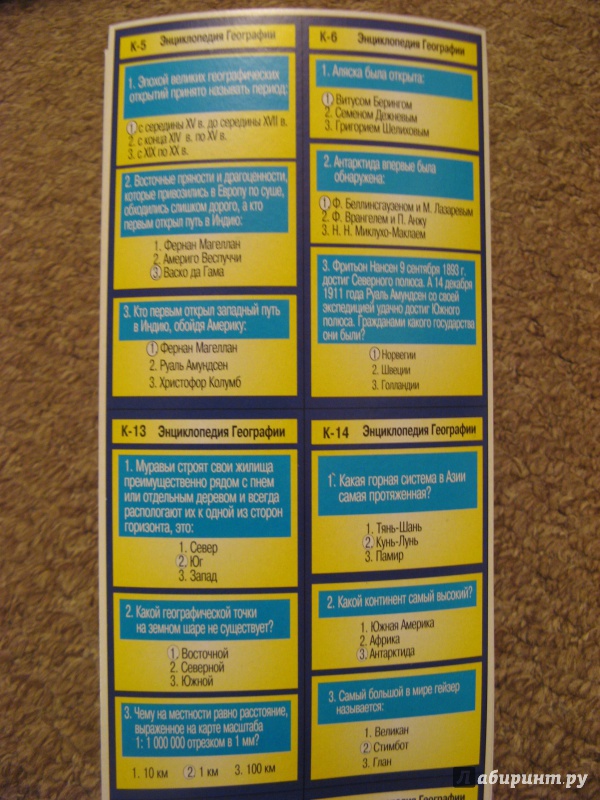 К-5 Энциклопедия Географии
1. Эпохой великих географических
открытий принято называть период:
1. с середины XV в. до середины XVII в.
2. с конца XIV в. по XV в.
3. с XIX по XX в.
2. Восточные пряности и драгоценности,
которые привозились в Европу по суше,
обходились слишком дорого, а кто
первым открыл путь в Индию:
1. Фернан Магеллан
2. Америго Веспуччи
3. Васко да Гама
3. Кто первым открыл западный путь
в Индию, обойдя Америку:
1. Фернан Магеллан
2. Руаль Амундсен
3. Христофор Колумб
К-6 Энциклопедия Географии
1. Аляска была открыта:
1. Витусом Берингом
2. Семеном Дежневым
3. Григорием Шелиховым
2. Антарктида впервые была
обнаружена:
1. Ф. Беллинсгаузеном и М. Лазаревым
2. Ф. Врангелем и П. Анжу
3. Н. Н. Миклухо-Маклаем
3. Фритьон Нансен 9 сентября 1893 г.
достиг Северного полюса. А 14 декабря
1911 года Руаль Амундсен со своей
экспедицией удачно достиг Южного
полюса. Гражданами какого государства
они были?
1. Норвегии
2. Швеции
3. Голландии
К-13 Энциклопедия Географии
1. Муравьи строят свои жилища
преимущественно рядом с пнем
или отдельным деревом и всегда
распологают их к одной из сторон
горизонта, это:
1. Север
2. Юг
3. Запад
2. Какой географической точки
на земном шаре не существует?
1. Восточной
2. Северной
3. Южной
3. Чему на местности равно расстояние,
выраженное на карте масштаба
1: 1 000 000 отрезком в 1 мм?
1. 10 км 2. 1 км 3. 100 км
К-14 Энциклопедия Географии
1. Какая горная система в Азии
самая протяженная?
1. Тянь-Шань
2. Кунь-Лунь
3. Памир
2. Какой континент самый высокий?
1. Южная Америка
2. Африка
3. Антарктида
3. Самый большой в мире гейзер
называется:
1. Великан
2. Стимбот
3. Глан
Энциклопедия Географии
Лабиринт.ру